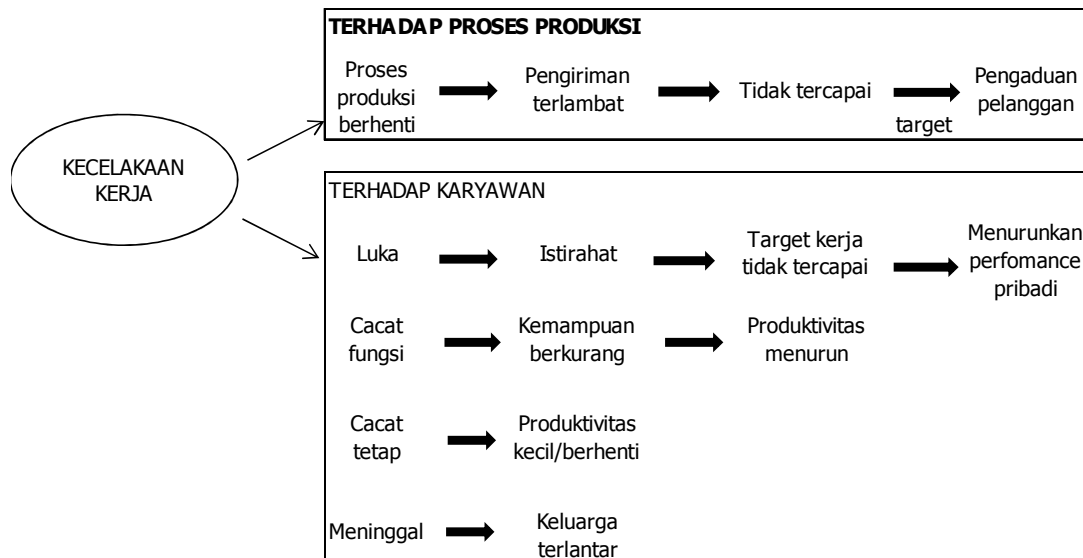 TERHADAP PROSES PRODUKSI
Proses
produksi
berhenti
Pengiriman
terlambat
Tidak tercapai
target
Pengaduan
pelanggan
KECELAKAAN
KERJA
TERHADAP KARYAWAN
Luka
Istirahat
Target kerja
tidak tercapai
Menurunkan
perfomance
pribadi
Cacat
fungsi
Kemampuan
berkurang
Produktivitas
menurun
Cacat
tetap
Produktivitas
kecil/berhenti
Meninggal
Keluarga
terlantar